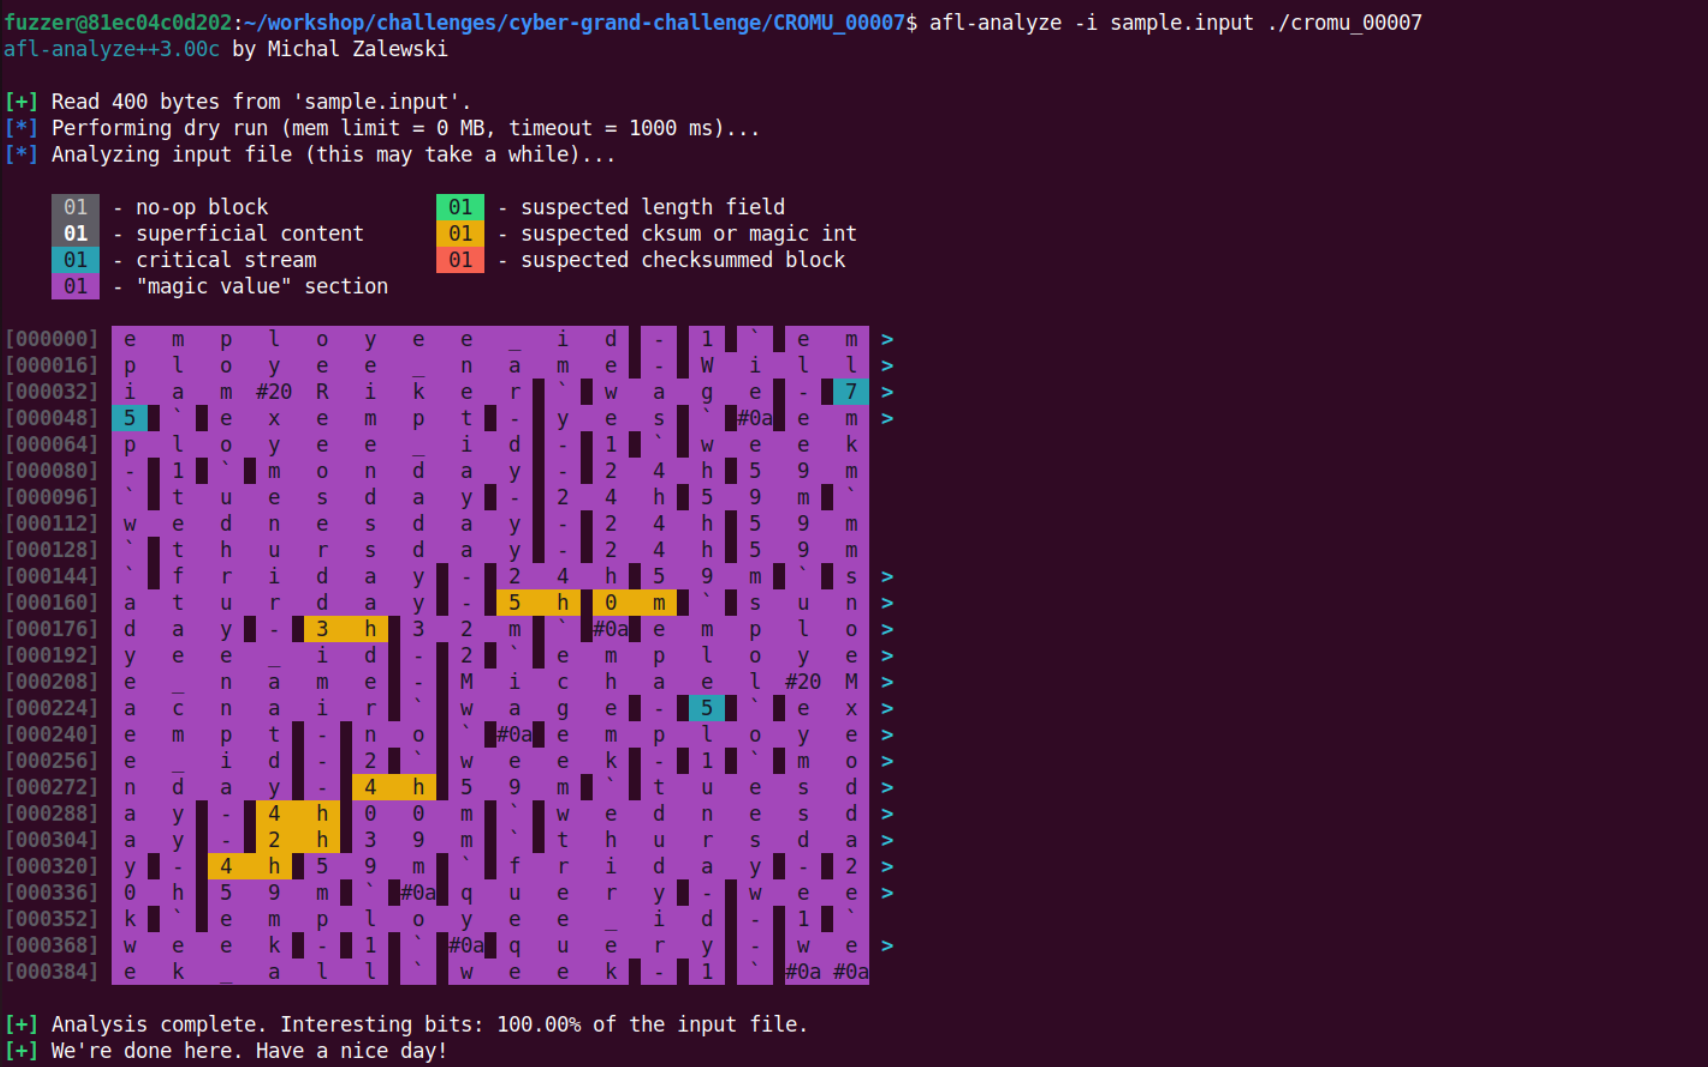 fuzzer@81ec04c0d202:~/workshop/challenges/cyber-grand-challenge/CROMU_00007$ afl-analyze -i sample.input ./cromu_00007
afl-analyze++3.00c by Michal Zalewski
[+] Read 400 bytes from 'sample.input'.
[*] Performing dry run (mem limit = 0 MB, timeout = 1000 ms)...
[*] Analyzing input file (this may take a while)...
01 - no-op block 01 - suspected length field
01 - superficial content 01 - suspected cksum or magic int
01 - critical stream 01 - suspected checksummed block
01 - "magic value" section
[000000] e m p l o y e e _ i d - 1 ` e m >
[000016] p l o y e e _ n a m e - W i l l >
[000032] i a m #20 R i k e r ` w a g e - 7 >
[000048] 5 ` e x e m p t - y e s ` #0a e m >
[000064] p l o y e e _ i d - 1 ` w e e k
[000080] - 1 ` m o n d a y - 2 4 h 5 9 m
[000096] ` t u e s d a y - 2 4 h 5 9 m `
[000112] w e d n e s d a y - 2 4 h 5 9 m
[000128] ` t h u r s d a y - 2 4 h 5 9 m
[000144] ` f r i d a y - 2 4 h 5 9 m ` s >
[000160] a t u r d a y - 5 h 0 m ` s u n >
[000176] d a y - 3 h 3 2 m ` #0a e m p l o >
[000192] y e e _ i d - 2 ` e m p l o y e >
[000208] e _ n a m e - M i c h a e l #20 M >
[000224] a c n a i r ` w a g e - 5 ` e x >
[000240] e m p t - n o ` #0a e m p l o y e >
[000256] e _ i d - 2 ` w e e k - 1 ` m o >
[000272] n d a y - 4 h 5 9 m ` t u e s d >
[000288] a y - 4 h 0 0 m ` w e d n e s d >
[000304] a y - 2 h 3 9 m ` t h u r s d a >
[000320] y - 4 h 5 9 m ` f r i d a y - 2 >
[000336] 0 h 5 9 m ` #0a q u e r y - w e e >
[000352] k ` e m p l o y e e _ i d - 1 `
[000368] w e e k - 1 ` #0a q u e r y - w e >
[000384] e k _ a l l ` w e e k - 1 ` #0a #0a
[+] Analysis complete. Interesting bits: 100.00% of the input file.
[+] We're done here. Have a nice day!